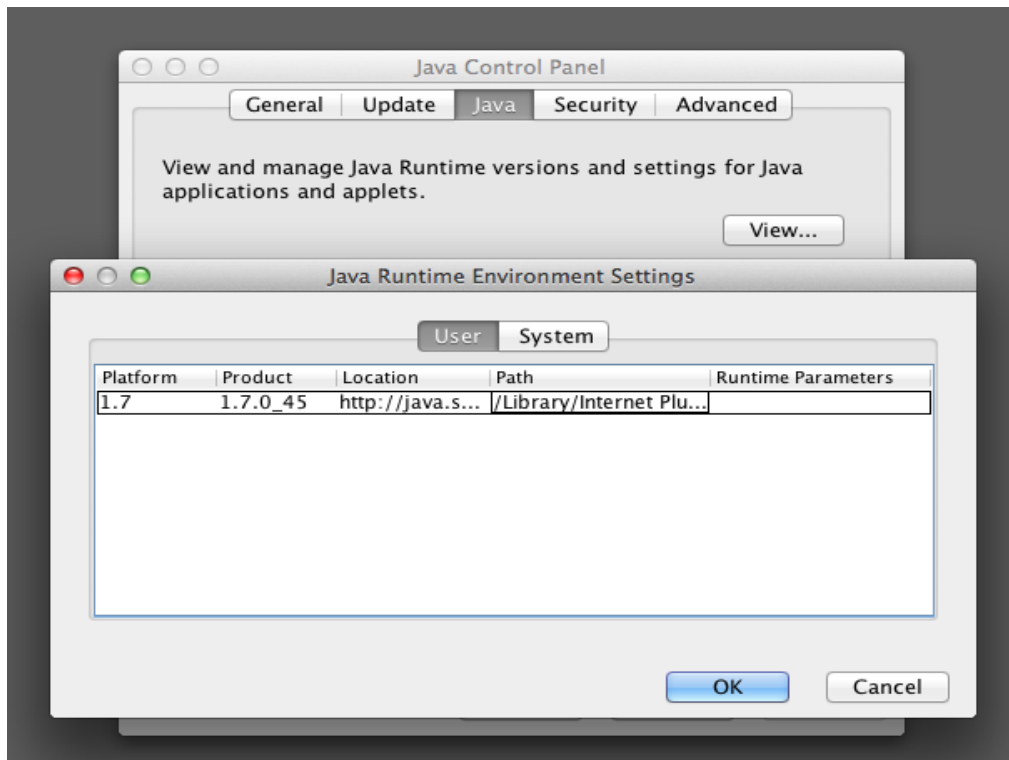 Java Control Panel
General Update Java Security Advanced
View and manage Java Runtime versions and settings for Java
applications and applets.
View...
Java Runtime Environment Settings
User System
Platform Product Location Path Runtime Parameters
1.7 1.7.0_45 http://java.s... /Library/Internet Plu...
OK Cancel